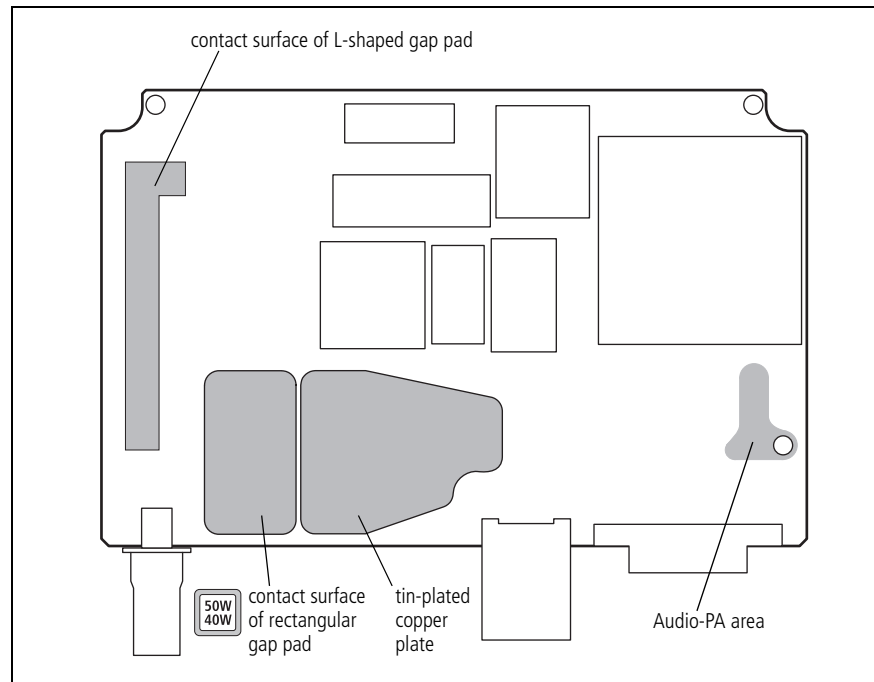 contact surface of L-shaped gap pad
50W
40W
contact surface
of rectangular
gap pad
tin-plated
copper
plate
Audio-PA area